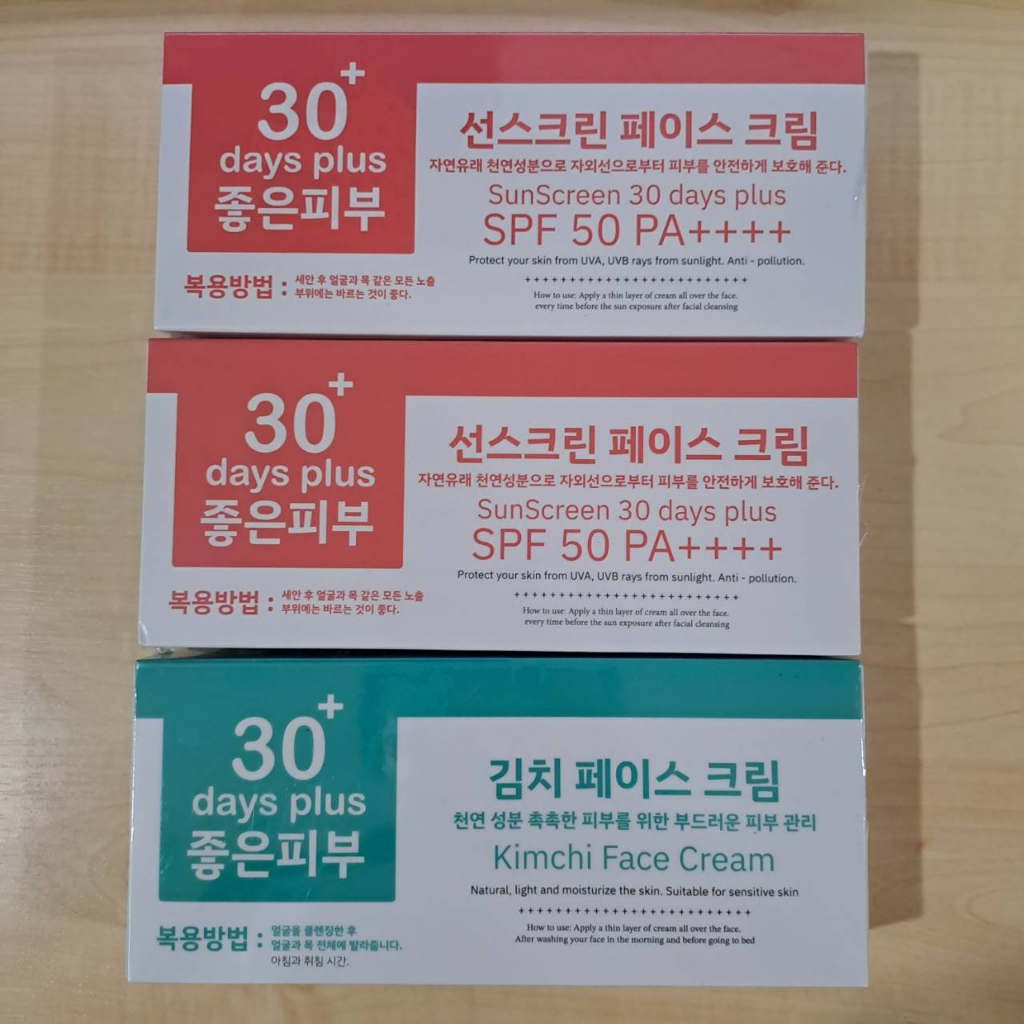 30+
days plus
좋은피부
선스크린 페이스 크림
자연유래 천연성분으로 자외선으로부터 피부를 안전하게 보호해 준다.
SunScreen 30 days plus
SPF 50 PA++++
Protect your skin from UVA, UVB rays from sunlight. Anti - pollution.
+++++++++++++++++++++++++
How to use: Apply a thin layer of cream all over the face.
every time before the sun exposure after facial cleansing
복용방법 : 세안 후 얼굴과 목 같은 모든 노출
부위에는 바르는 것이 좋다.
30+
days plus
좋은피부
선스크린 페이스 크림
자연유래 천연성분으로 자외선으로부터 피부를 안전하게 보호해 준다.
SunScreen 30 days plus
SPF 50 PA++++
Protect your skin from UVA, UVB rays from sunlight. Anti - pollution.
+++++++++++++++++++++++++
How to use: Apply a thin layer of cream all over the face.
every time before the sun exposure after facial cleansing
복용방법 : 세안 후 얼굴과 목 같은 모든 노출
부위에는 바르는 것이 좋다.
30+
days plus
좋은피부
김치 페이스 크림
천연 성분 촉촉한 피부를 위한 부드러운 피부 관리
Kimchi Face Cream
Natural, light and moisturize the skin. Suitable for sensitive skin
+++++++++++++++++++++++++
How to use: Apply a thin layer of cream all over the face.
After washing your face in the morning and before going to bed
복용방법 : 얼굴을 클렌징한 후
얼굴과 목 전체에 발라줍니다.
아침과 취침 시간.